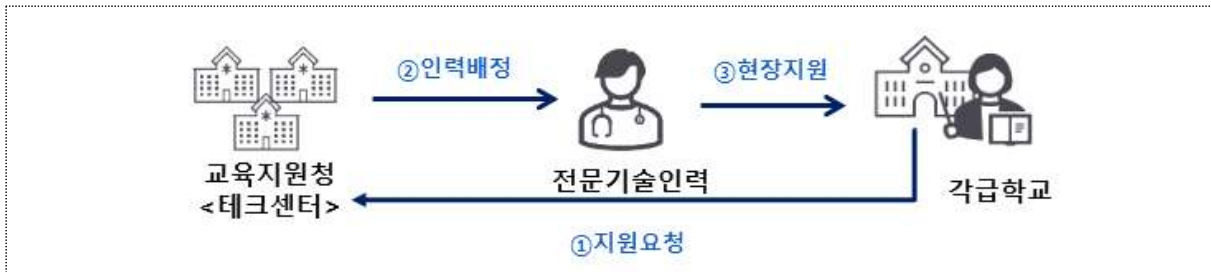 ②인력배정
③현장지원
교육지원청
<테크센터>
전문기술인력
각급학교
①지원요청